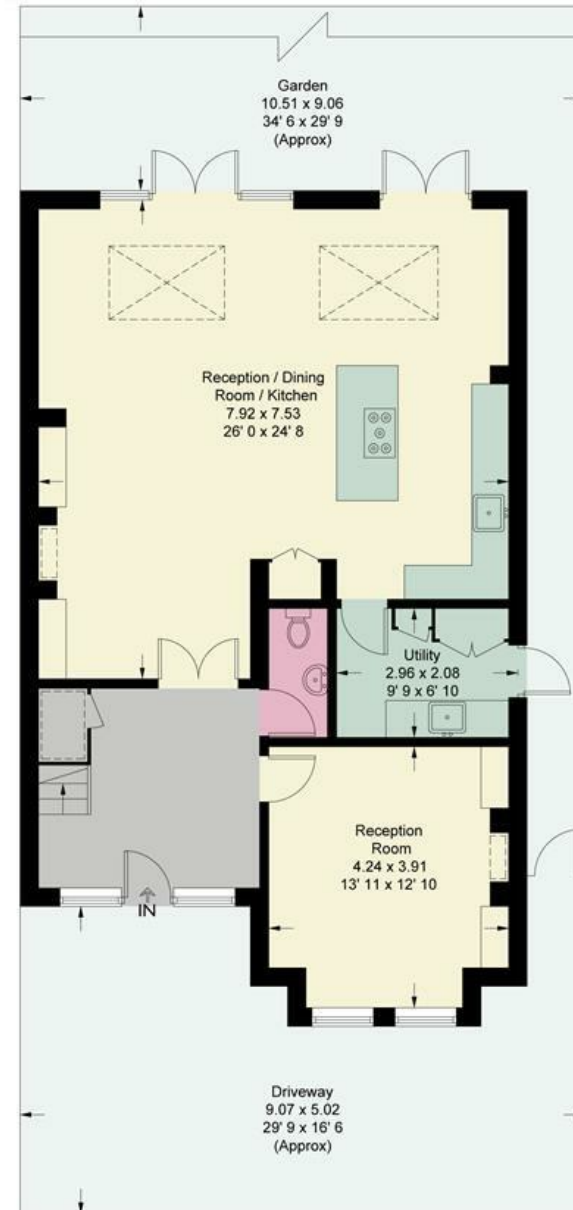 Garden
10.51 x 9.06
34' 6 x 29' 9
(Approx)
Reception / Dining
Room / Kitchen
7.92 x 7.53
26' 0 x 24' 8
Utility
2.96 x 2.08
9' 9 x 6' 10
Reception
Room
4.24 x 3.91
13' 11 x 12' 10
IN
Driveway
9.07 x 5.02
29' 9 x 16' 6
(Approx)